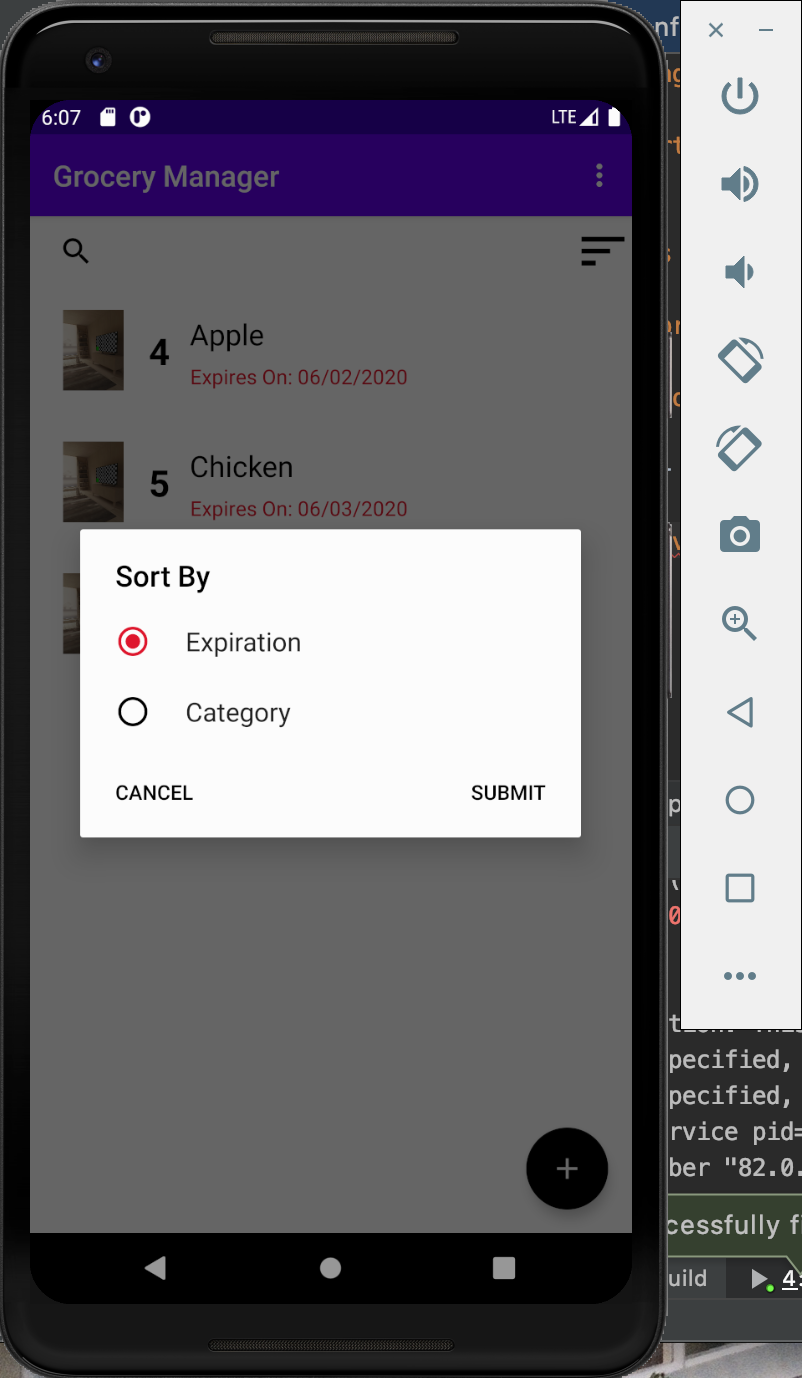 6:07
LTE
Grocery Manager
4
Apple
Expires On: 06/02/2020
5
Chicken
Expires On: 06/03/2020
Sort By
Expiration
Category
CANCEL
SUBMIT
pecified,
pecified,
rvice pid=
ber "82.0.
cessfully fi
uild
4: